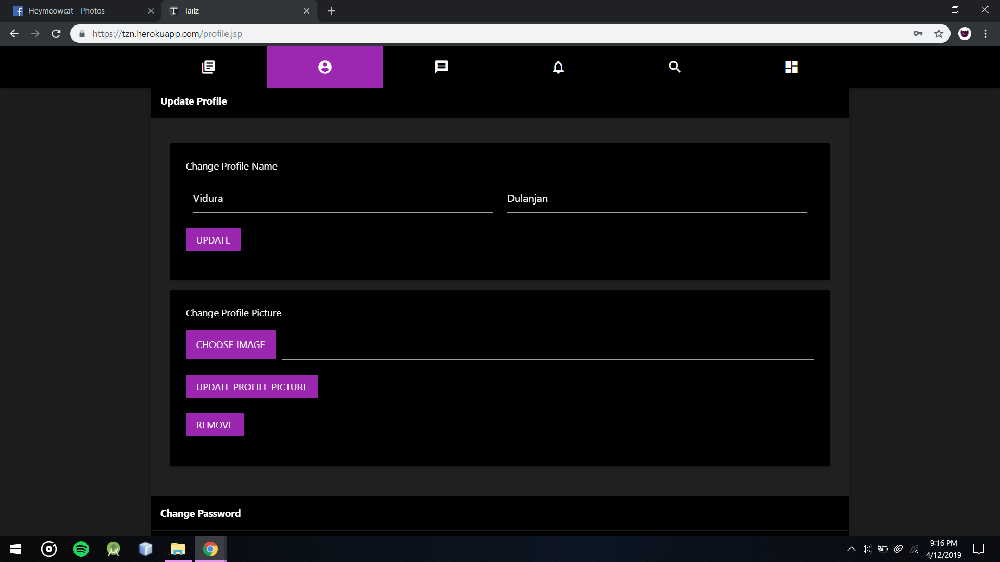 Heymeowcat - Photos
Tailz
https://tzn.herokuapp.com/profile.jsp
Update Profile
Change Profile Name
Vidura
Dulanjan
UPDATE
Change Profile Picture
CHOOSE IMAGE
UPDATE PROFILE PICTURE
REMOVE
Change Password
9:16 PM
4/12/2019